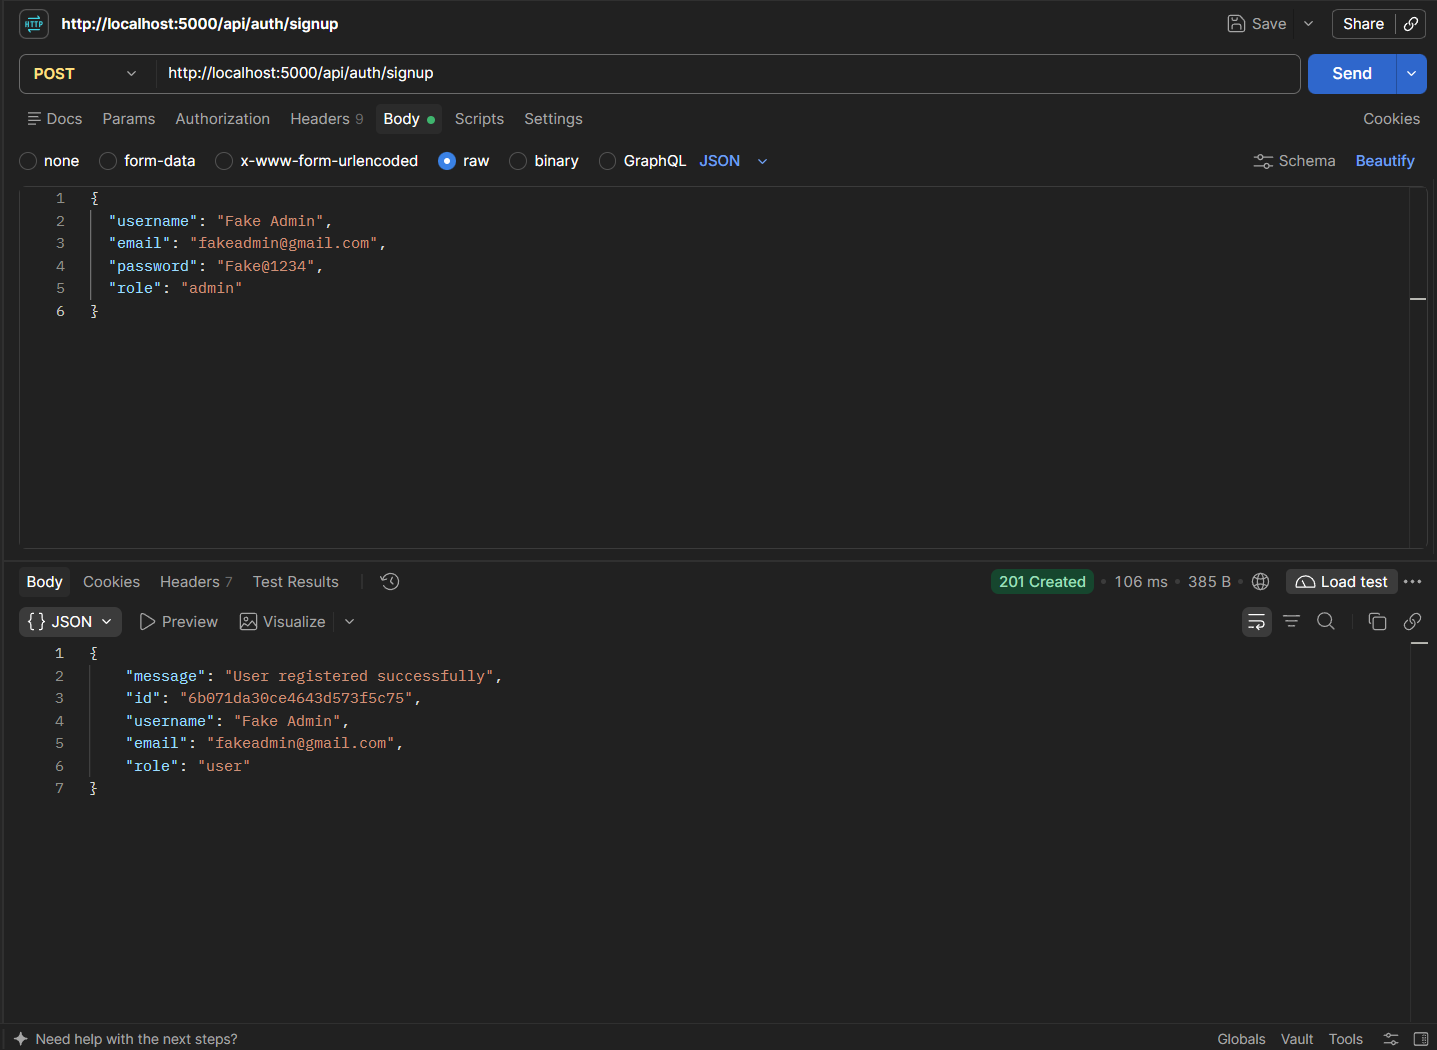 HTTP http://localhost:5000/api/auth/signup Save Share
POST http://localhost:5000/api/auth/signup Send
Docs Params Authorization Headers 9 Body Scripts Settings Cookies
none form-data x-www-form-urlencoded raw binary GraphQL JSON Schema Beautify
1 {
2 "username": "Fake Admin",
3 "email": "fakeadmin@gmail.com",
4 "password": "Fake@1234",
5 "role": "admin"
6 }
Body Cookies Headers 7 Test Results 201 Created • 106 ms • 385 B • Load test
{} JSON Preview Visualize
1 {
2 "message": "User registered successfully",
3 "id": "6b071da30ce4643d573f5c75",
4 "username": "Fake Admin",
5 "email": "fakeadmin@gmail.com",
6 "role": "user"
7 }
Need help with the next steps? Globals Vault Tools